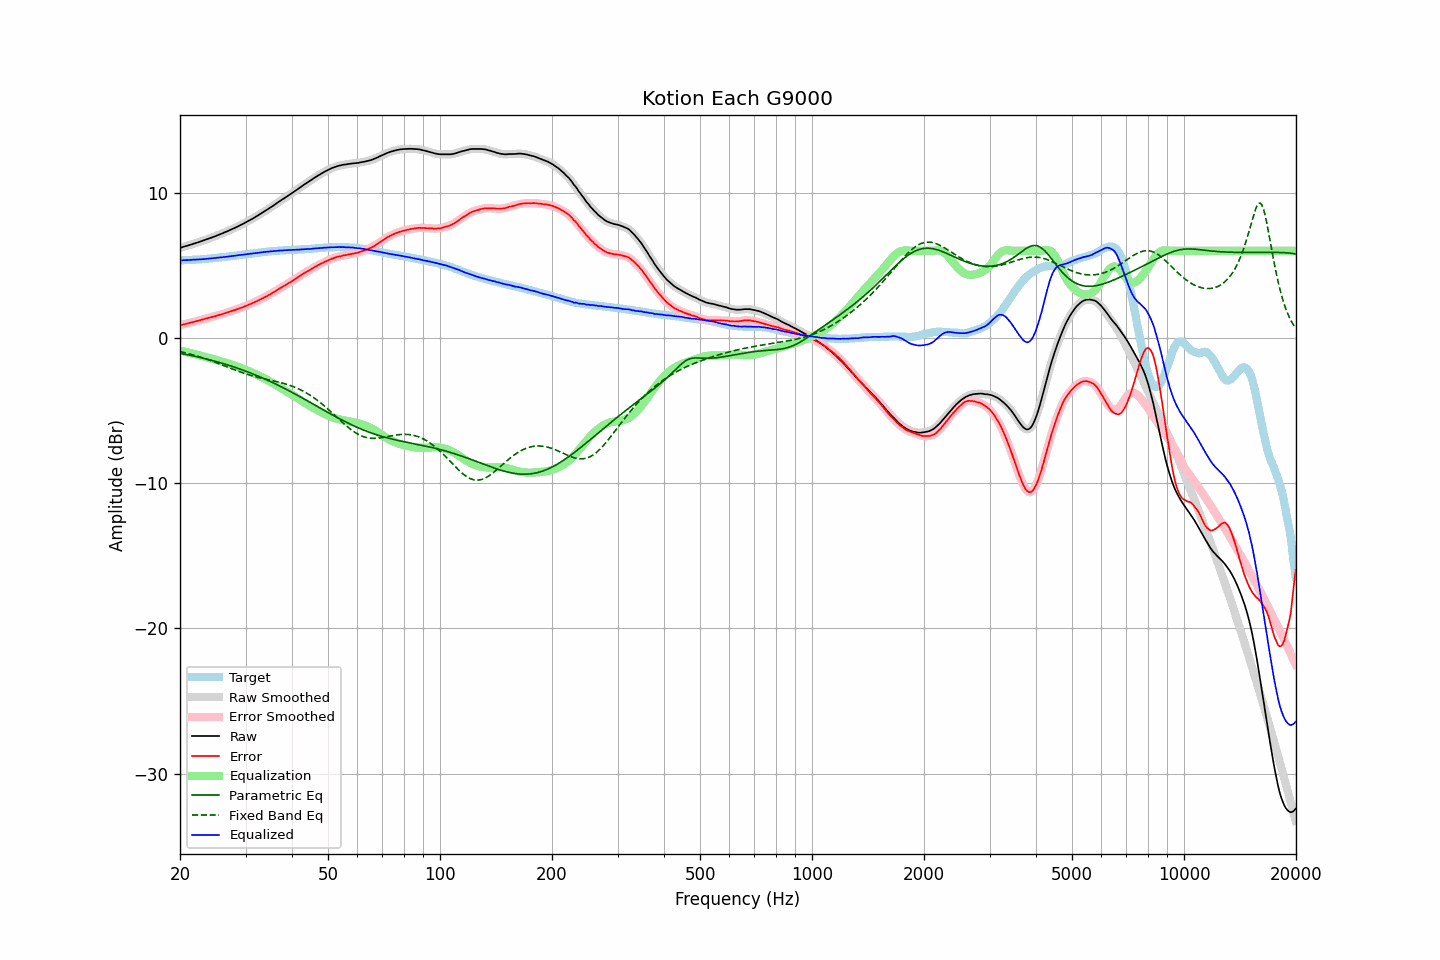 Kotion Each G9000
Amplitude (dBr)
10
0
−10
−20
−30
Target
Raw Smoothed
Error Smoothed
Raw
Error
Equalization
Parametric Eq
Fixed Band Eq
Equalized
20 50 100 200 500 1000 2000 5000 10000 20000
Frequency (Hz)